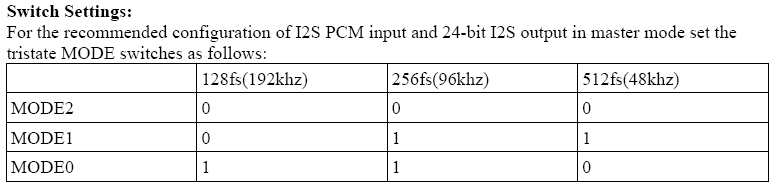 Switch Settings:
For the recommended configuration of I2S PCM input and 24-bit I2S output in master mode set the
tristate MODE switches as follows:
128fs(192khz) 256fs(96khz) 512fs(48khz)
MODE2 0 0 0
MODE1 0 1 1
MODE0 1 1 0